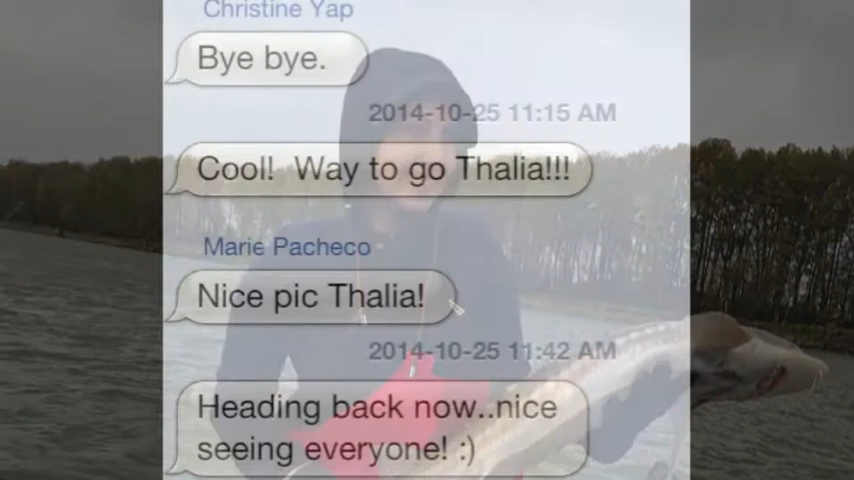 Christine Yap
Bye bye.
2014-10-25 11:15 AM
Cool!  Way to go Thalia!!!
Marie Pacheco
Nice pic Thalia!
2014-10-25 11:42 AM
Heading back now..nice
seeing everyone! :)